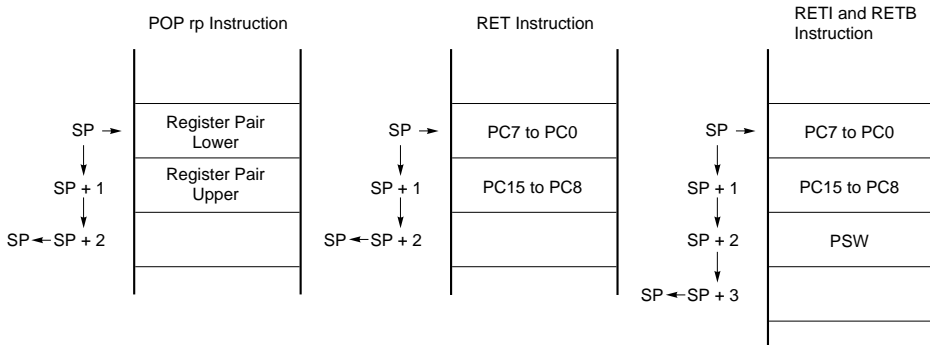 POP rp Instruction
SP →
Register Pair
Lower
SP + 1
Register Pair
Upper
SP ← SP + 2
RET Instruction
SP →
PC7 to PC0
SP + 1
PC15 to PC8
SP ← SP + 2
RETI and RETB
Instruction
SP →
PC7 to PC0
SP + 1
PC15 to PC8
SP + 2
PSW
SP ← SP + 3